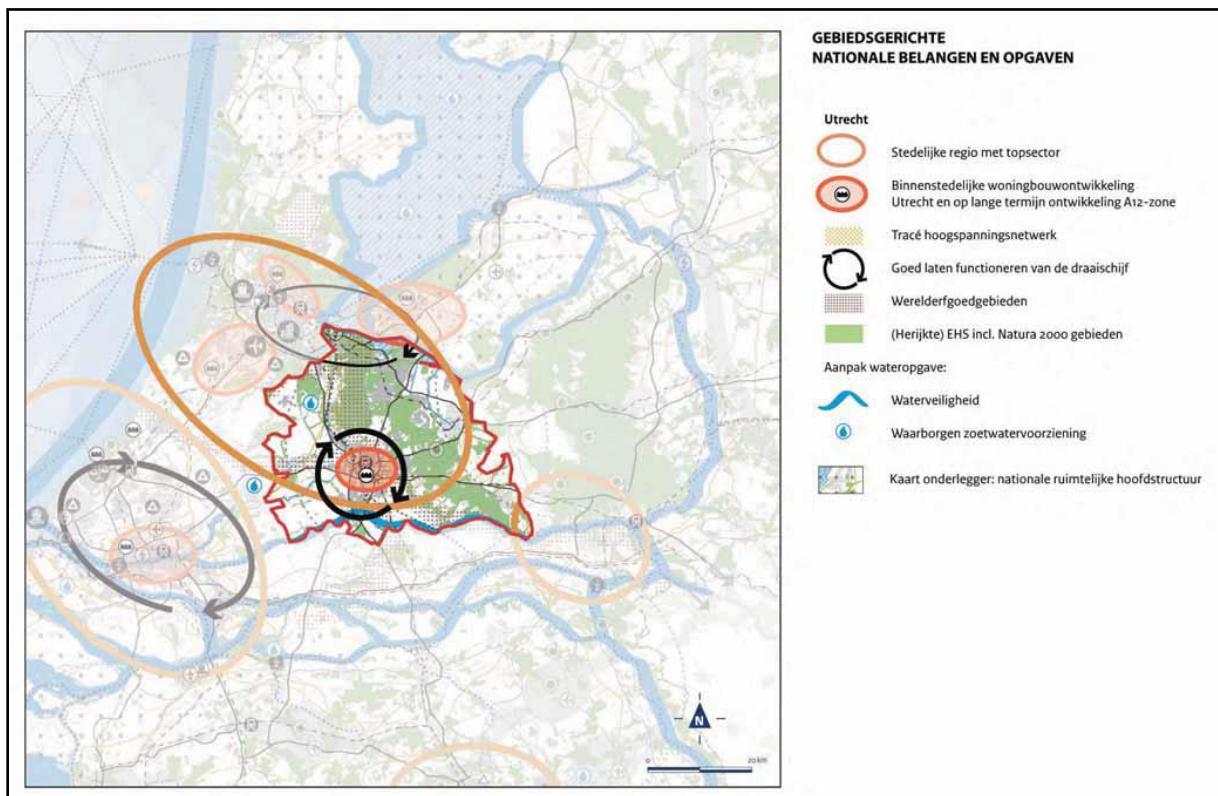 GEBIEDSGERICHTE
NATIONALE BELANGEN EN OPGAVEN
Utrecht
Stedelijke regio met topsector
Binnenstedelijke woningbouwontwikkeling
Utrecht en op lange termijn ontwikkeling A12-zone
Tracé hoogspanningsnetwerk
Goed laten functioneren van de draaischijf
Werelderfgoedgebieden
(Herijkte) EHS incl. Natura 2000 gebieden
Aanpak wateropgave:
Waterveiligheid
Waarborgen zoetwatervoorziening
Kaart onderlegger: nationale ruimtelijke hoofdstructuur
N
0 20 km